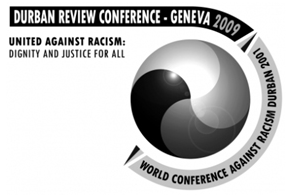 DURBAN REVIEW CONFERENCE - GENEVA 2009
UNITED AGAINST RACISM:
DIGNITY AND JUSTICE FOR ALL
WORLD CONFERENCE AGAINST RACISM DURBAN 2001